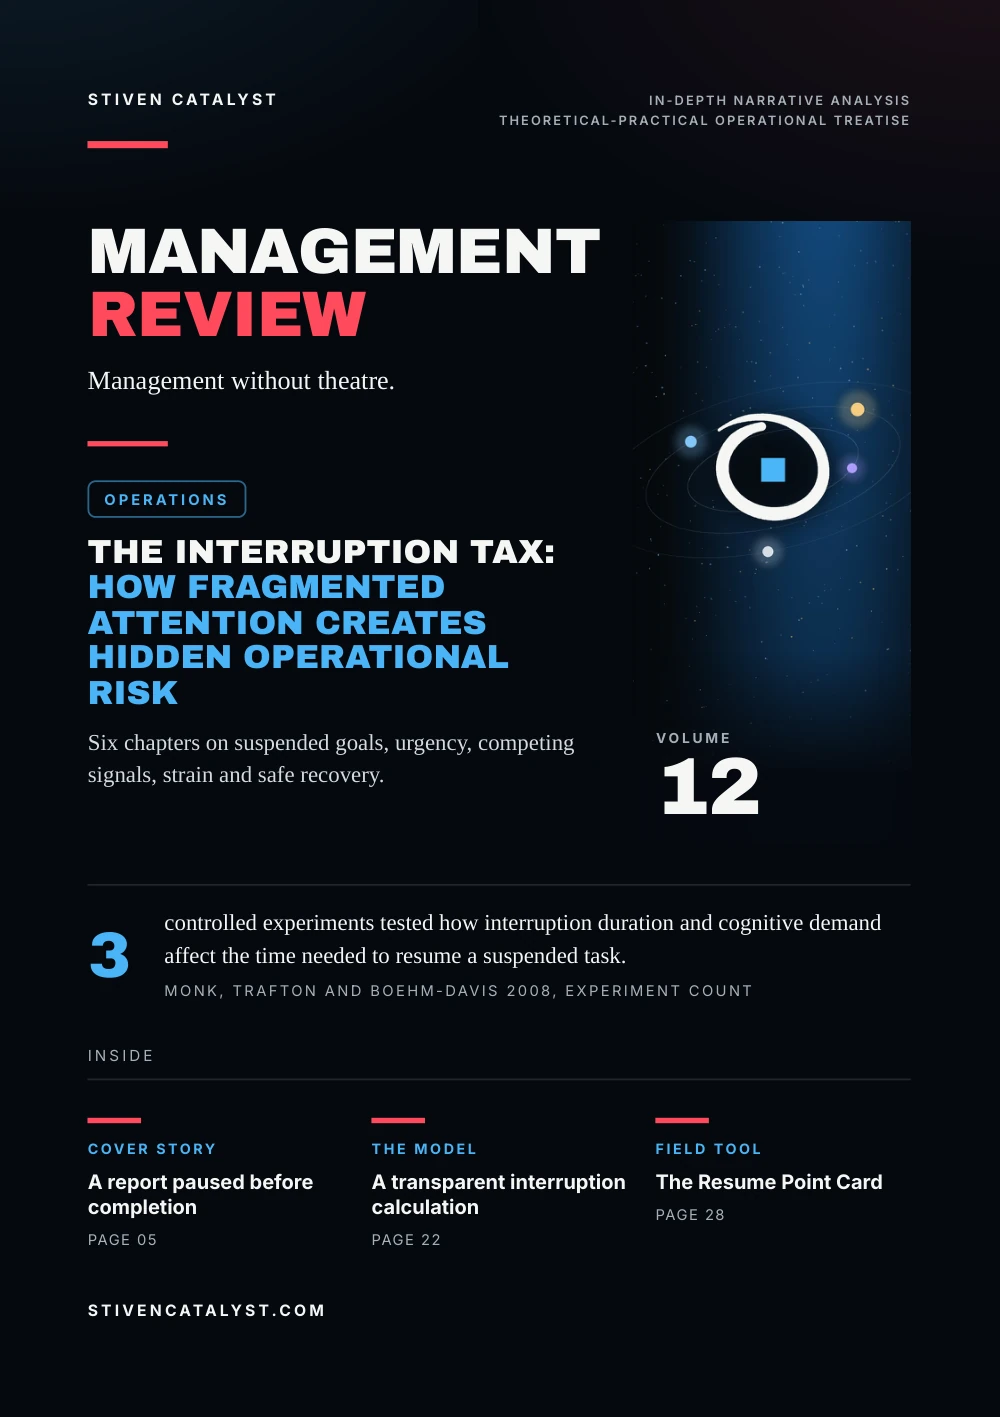 STIVEN CATALYST
IN-DEPTH NARRATIVE ANALYSIS
THEORETICAL-PRACTICAL OPERATIONAL TREATISE
MANAGEMENT
REVIEW
Management without theatre.
OPERATIONS
THE INTERRUPTION TAX:
HOW FRAGMENTED
ATTENTION CREATES
HIDDEN OPERATIONAL
RISK
Six chapters on suspended goals, urgency, competing
signals, strain and safe recovery.
VOLUME
12
3
controlled experiments tested how interruption duration and cognitive demand
affect the time needed to resume a suspended task.
MONK, TRAFTON AND BOEHM-DAVIS 2008, EXPERIMENT COUNT
INSIDE
COVER STORY
A report paused before
completion
PAGE 05
THE MODEL
A transparent interruption
calculation
PAGE 22
FIELD TOOL
The Resume Point Card
PAGE 28
STIVENCATALYST.COM